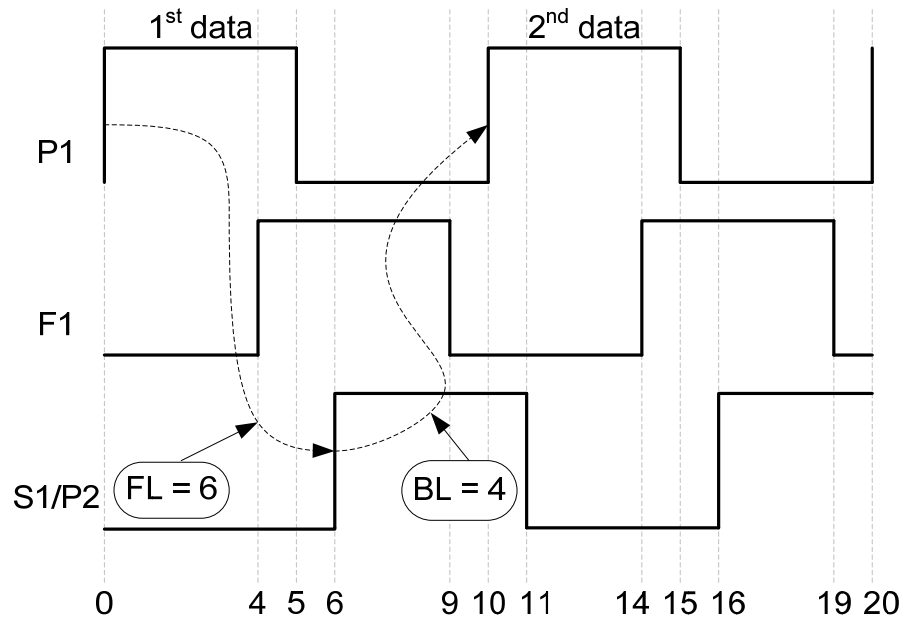 1st data 2nd data
P1
F1
FL = 6 BL = 4
S1/P2
0 4 5 6 9 10 11 14 15 16 19 20